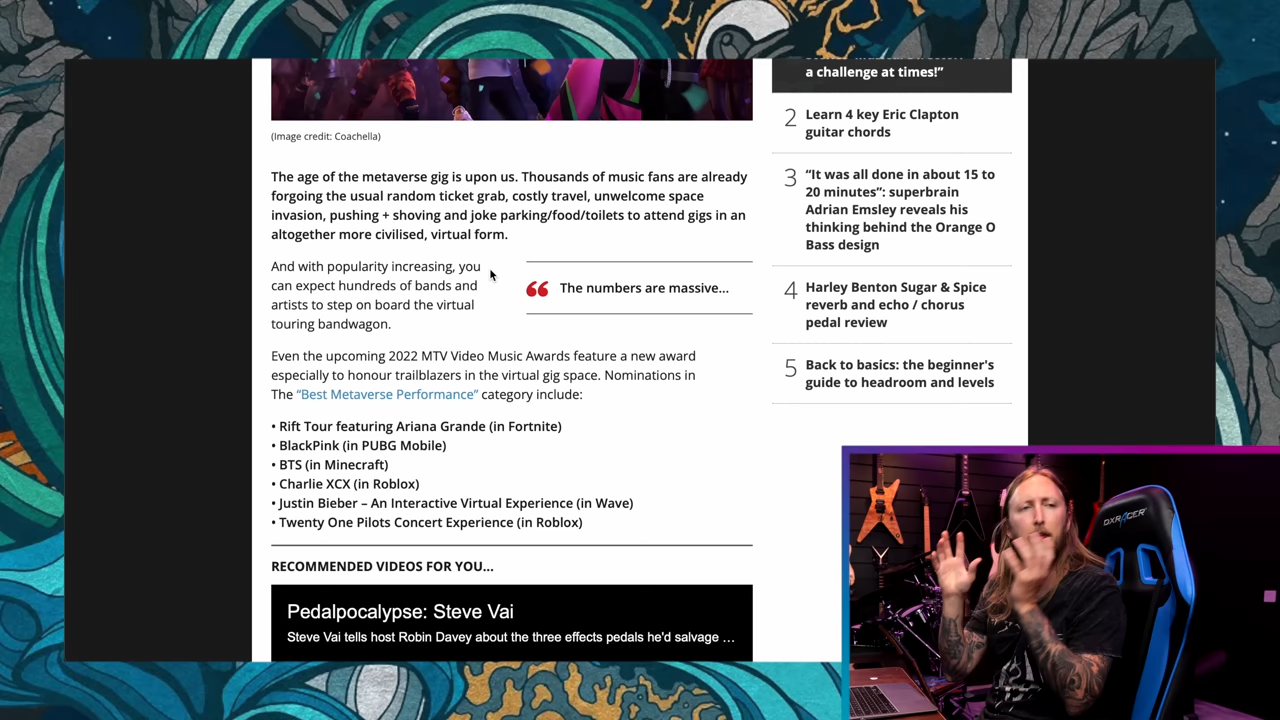 (Image credit: Coachella)
The age of the metaverse gig is upon us. Thousands of music fans are already
forgoing the usual random ticket grab, costly travel, unwelcome space
invasion, pushing + shoving and joke parking/food/toilets to attend gigs in an
altogether more civilised, virtual form.
And with popularity increasing, you
can expect hundreds of bands and
artists to step on board the virtual
touring bandwagon.
The numbers are massive...
Even the upcoming 2022 MTV Video Music Awards feature a new award
especially to honour trailblazers in the virtual gig space. Nominations in
The “Best Metaverse Performance” category include:
• Rift Tour featuring Ariana Grande (in Fortnite)
• BlackPink (in PUBG Mobile)
• BTS (in Minecraft)
• Charlie XCX (in Roblox)
• Justin Bieber – An Interactive Virtual Experience (in Wave)
• Twenty One Pilots Concert Experience (in Roblox)
RECOMMENDED VIDEOS FOR YOU...
Pedalpocalypse: Steve Vai
Steve Vai tells host Robin Davey about the three effects pedals he'd salvage ...
a challenge at times!”
2 Learn 4 key Eric Clapton
guitar chords
3 “It was all done in about 15 to
20 minutes”: superbrain
Adrian Emsley reveals his
thinking behind the Orange O
Bass design
4 Harley Benton Sugar & Spice
reverb and echo / chorus
pedal review
5 Back to basics: the beginner's
guide to headroom and levels
DXRACER